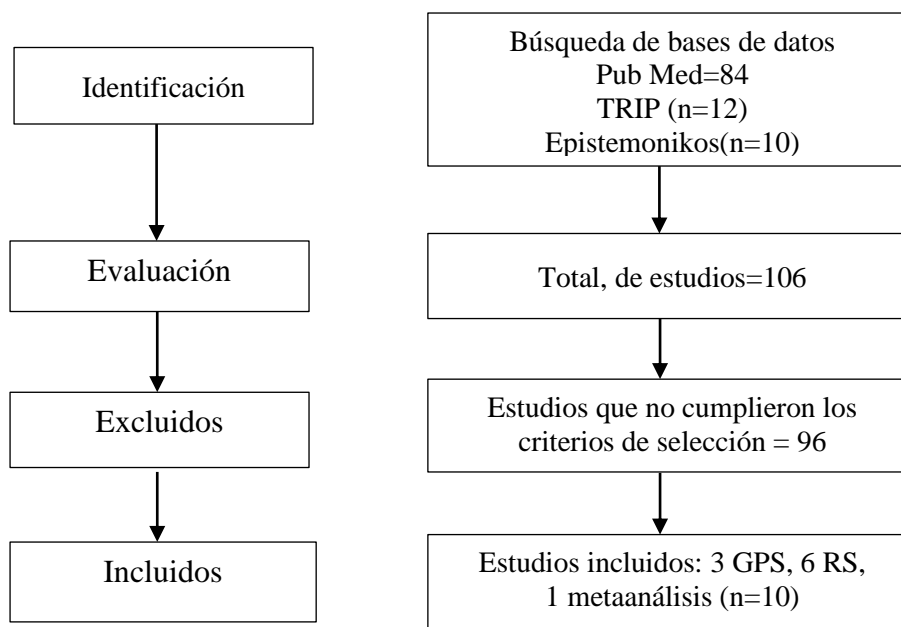 Identificación
Búsqueda de bases de datos
Pub Med=84
TRIP (n=12)
Epistemonikos(n=10)
Evaluación
Total, de estudios=106
Excluidos
Estudios que no cumplieron los
criterios de selección = 96
Incluidos
Estudios incluidos: 3 GPS, 6 RS,
1 metaanálisis (n=10)